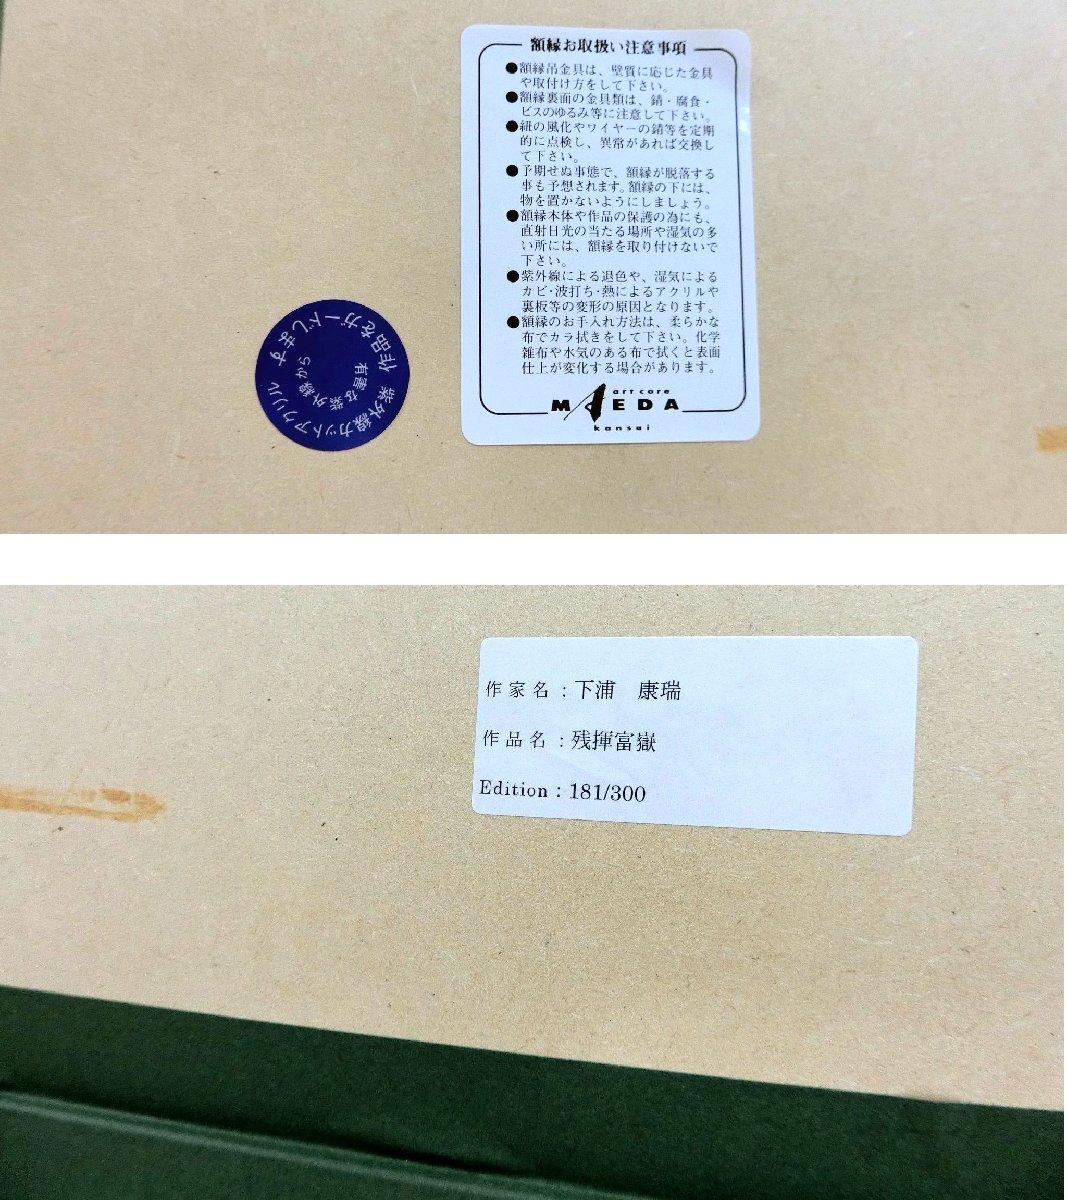 額縁お取扱い注意事項
●額縁吊金具は、壁質に応じた金具
や取付け方をして下さい。
●額縁裏面の金具類は、錆・腐食・
ビスのゆるみ等に注意して下さい。
●紐の風化やワイヤーの錆等を定期
的に点検し、異常があれば交換し
て下さい。
●予期せぬ事態で、額縁が脱落する
事も予想されます。額縁の下には、
物を置かないようにしましょう。
●額縁本体や作品の保護の為にも、
直射日光の当たる場所や湿気の多
い所には、額縁を取り付けないで
下さい。
●紫外線による退色や、湿気による
カビ・波打ち・熱によるアクリルや
裏板等の変形の原因となります。
●額縁のお手入れ方法は、柔らかな
布でカラ拭きをして下さい。化学
雑布や水気のある布で拭くと表面
仕上が変化する場合があります。
art core
MAEDA
kansai
紫外線カットアクリル
有害な紫外線から
作品をガードします
作家名：下浦 康瑞
作品名：残揮富嶽
Edition：181/300